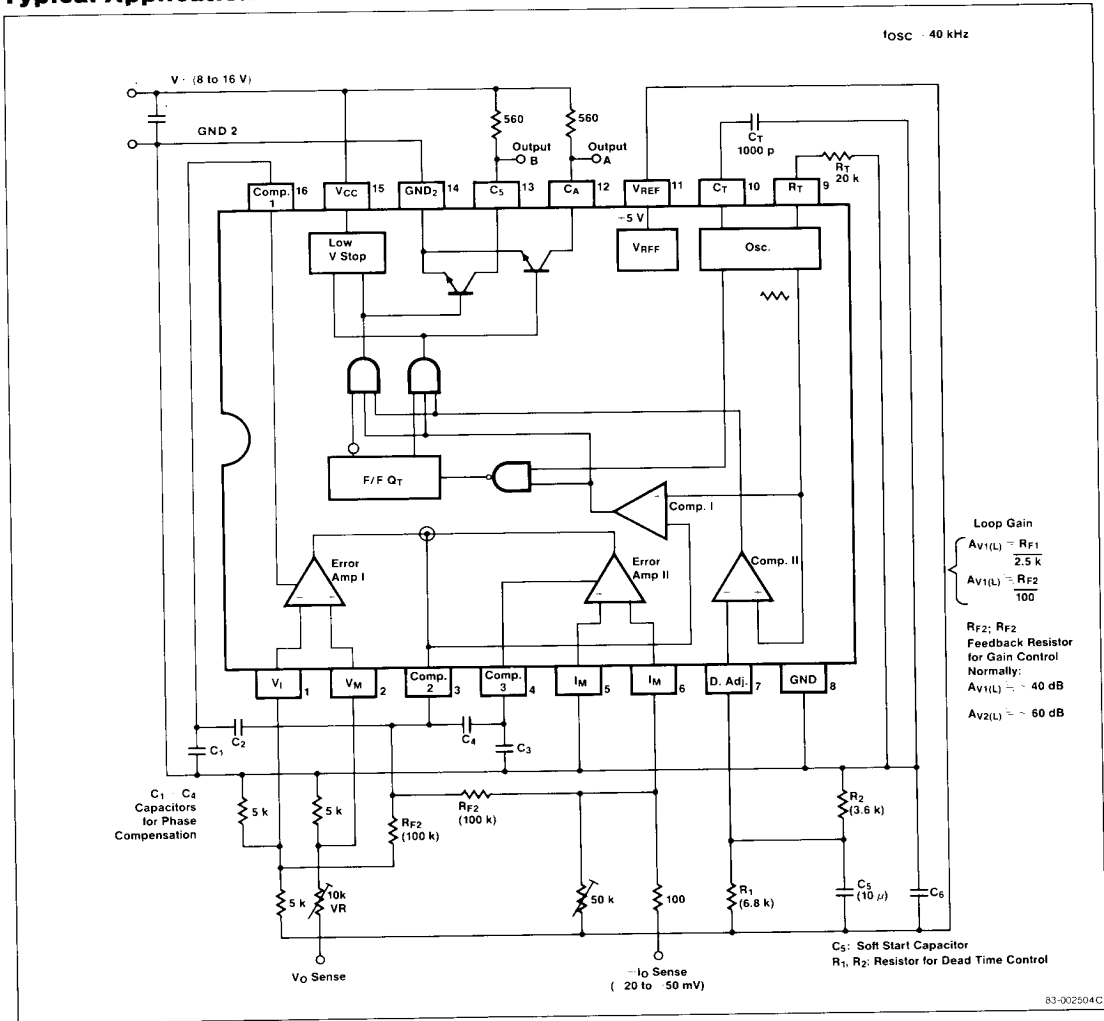 fOSC - 40 kHz
V - (8 to 16 V)
GND 2
560
560
Output
B
Output
A
CT
1000 p
RT
20 k
Comp.
1
16
VCC
15
GND2
14
C5
13
CA
12
VREF
11
CT
10
RT
9
-5 V
Low
V Stop
VRFF
Osc.
F/F QT
Comp. I
Error
Amp I
Error
Amp II
Comp. II
VI
1
VM
2
Comp.
2
3
Comp.
3
4
IM
5
IM
6
D. Adj.
7
GND
8
Loop Gain
AV1(L) = RF1
2.5 k
AV1(L) = RF2
100
RF2; RF2
Feedback Resistor
for Gain Control
Normally:
AV1(L) = ~ 40 dB
AV2(L) = ~ 60 dB
C2
C1
C4
C3
C1 - C4
Capacitors
for Phase
Compensation
5 k
5 k
RF2
(100 k)
RF2
(100 k)
R2
(3.6 k)
5 k
10k
VR
50 k
100
R1
(6.8 k)
C5
(10 μ)
C6
VO Sense
-IO Sense
( 20 to -50 mV)
C5: Soft Start Capacitor
R1, R2: Resistor for Dead Time Control
83-002504C